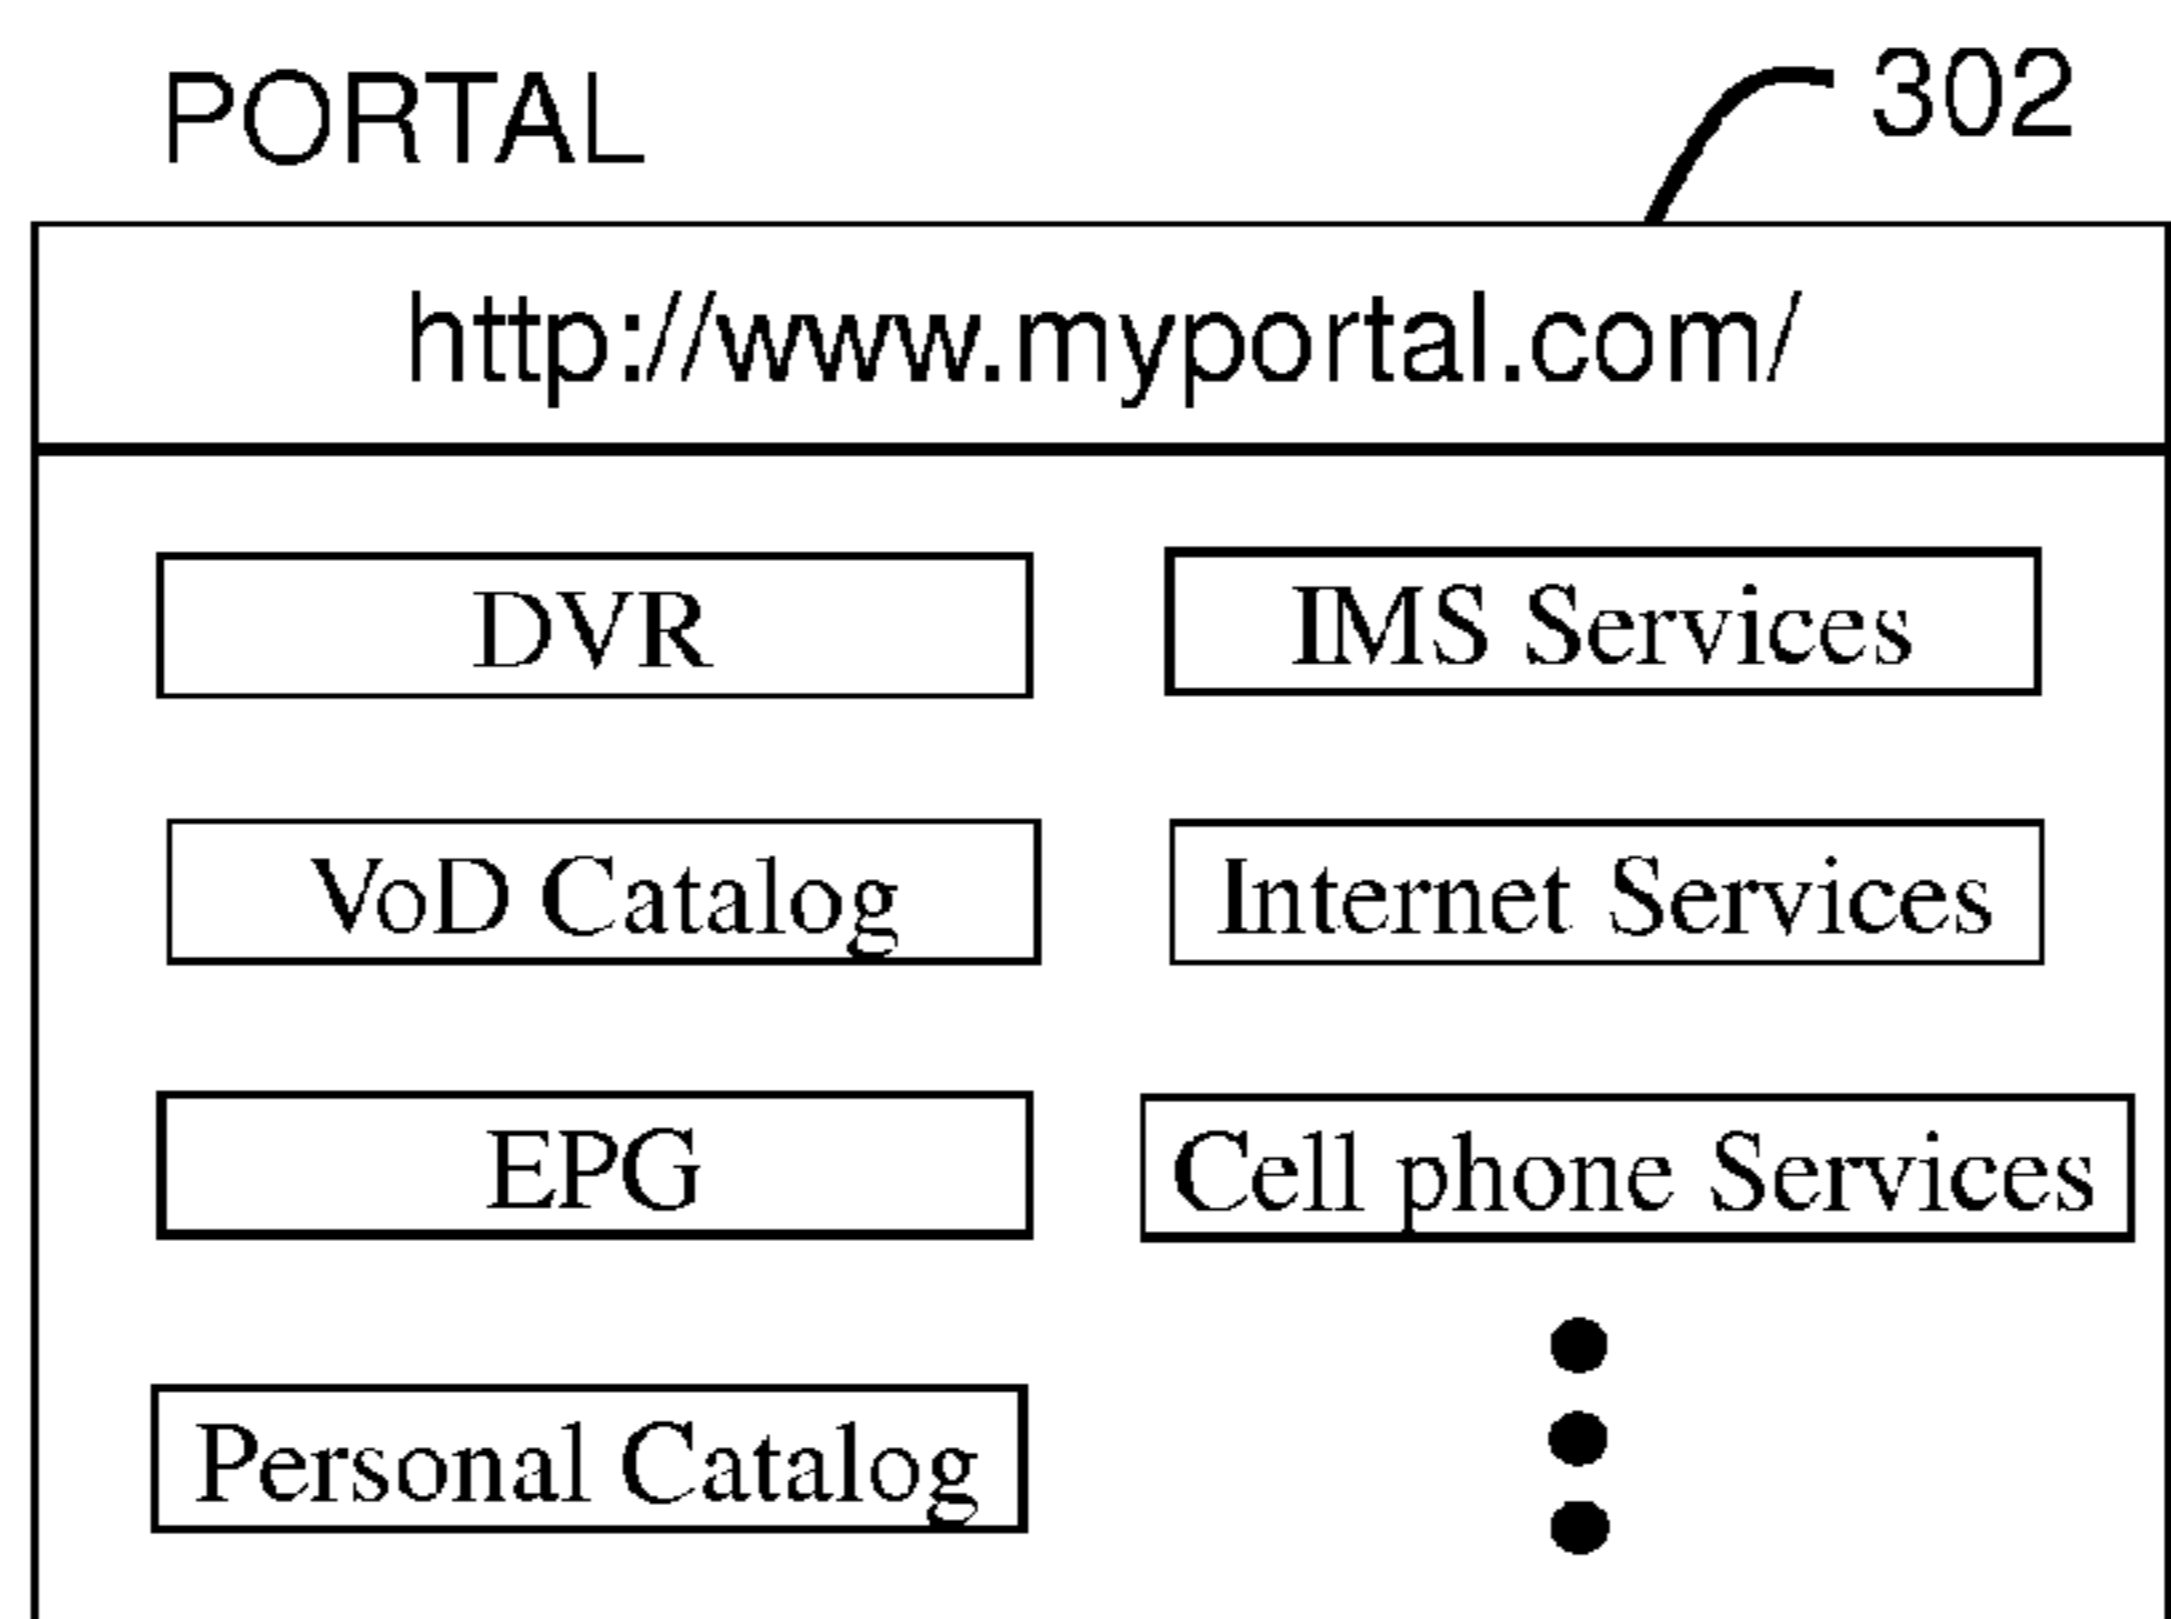 PORTAL
302
http://www.myportal.com/
DVR
IMS Services
VoD Catalog
Internet Services
EPG
Cell phone Services
Personal Catalog